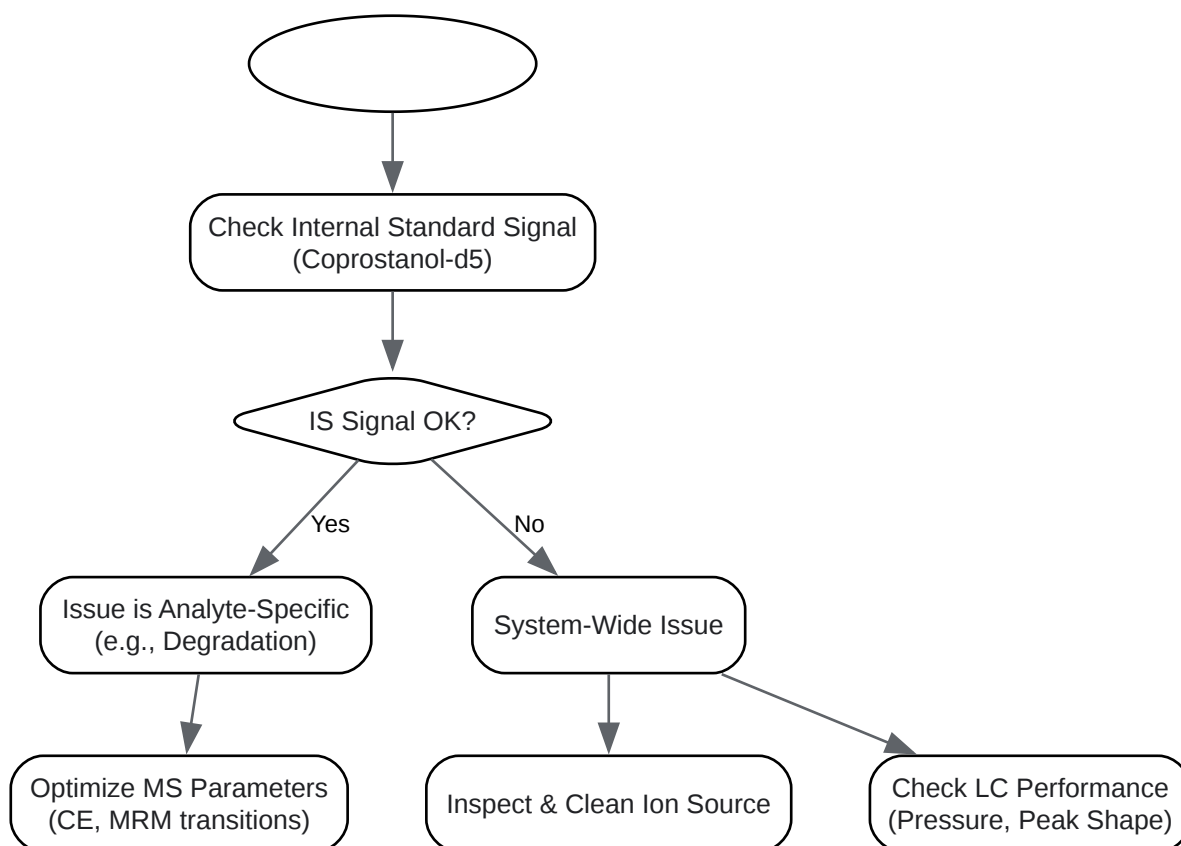 Check Internal Standard Signal
(Coprostanol-d5)
IS Signal OK?
Yes
No
Issue is Analyte-Specific
(e.g., Degradation)
System-Wide Issue
Optimize MS Parameters
(CE, MRM transitions)
Inspect & Clean Ion Source
Check LC Performance
(Pressure, Peak Shape)